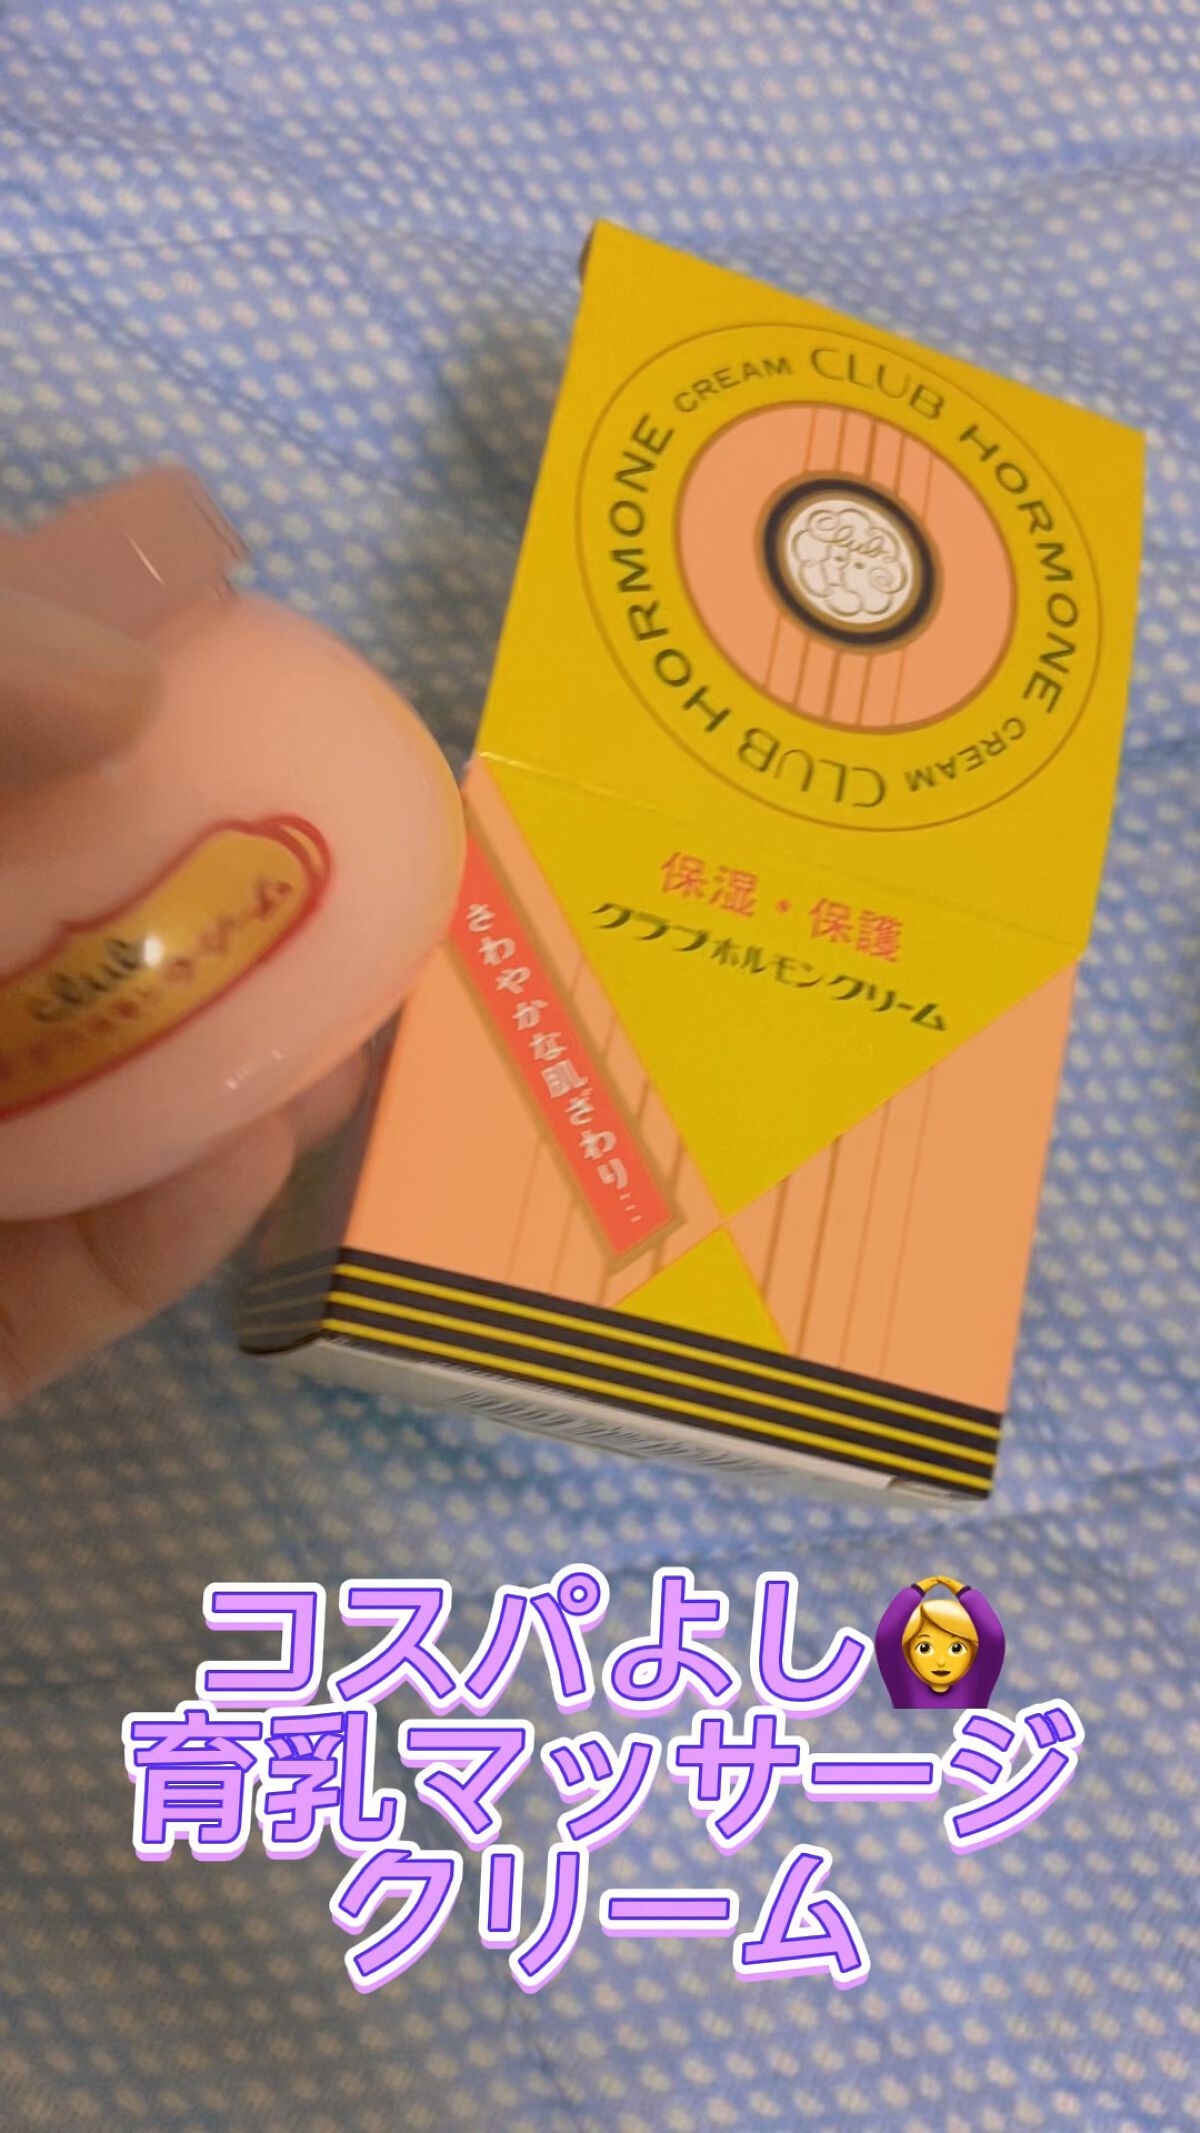 CLUB HORMONE CREAM CLUB HORMONE CREAM
Club
保湿・保護
クラブホルモンクリーム
さわやかな肌ざわり…
club
コスパよし🙆‍♀️
育乳マッサージ
クリーム